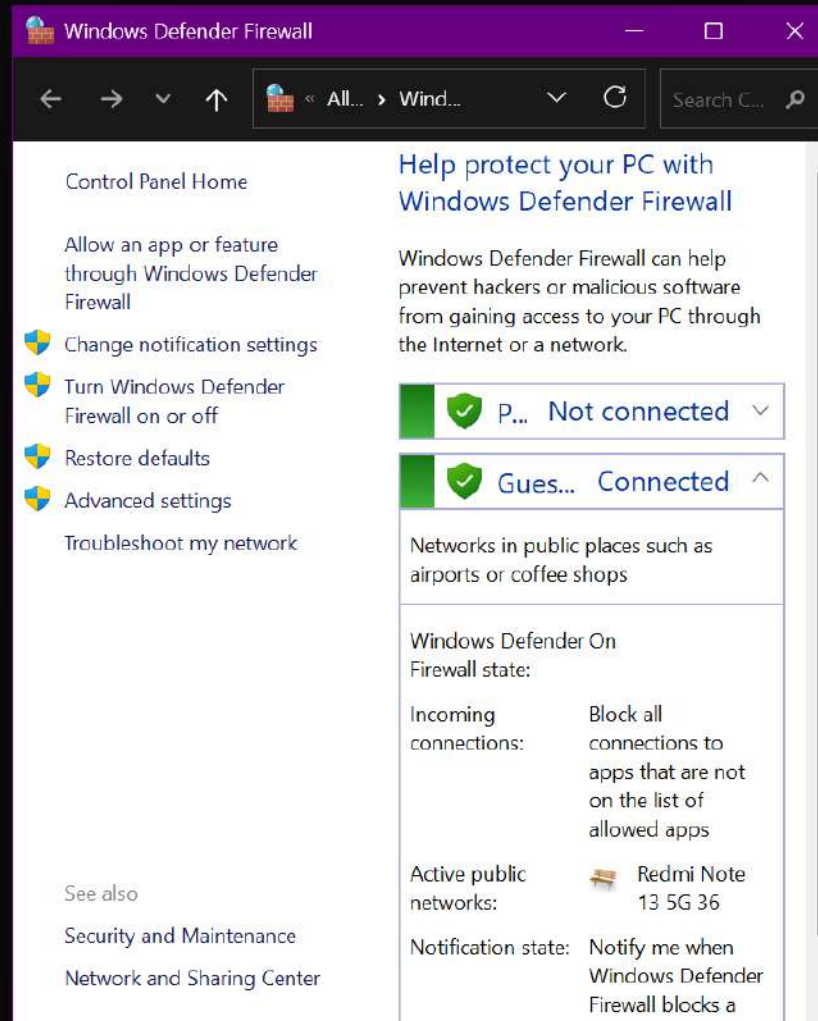 Windows Defender Firewall
« All... › Wind...
Search C...
Control Panel Home
Allow an app or feature
through Windows Defender
Firewall
Change notification settings
Turn Windows Defender
Firewall on or off
Restore defaults
Advanced settings
Troubleshoot my network
See also
Security and Maintenance
Network and Sharing Center
Help protect your PC with
Windows Defender Firewall
Windows Defender Firewall can help
prevent hackers or malicious software
from gaining access to your PC through
the Internet or a network.
P... Not connected
Gues... Connected
Networks in public places such as
airports or coffee shops
Windows Defender On
Firewall state:
Incoming
connections:
Block all
connections to
apps that are not
on the list of
allowed apps
Active public
networks:
Redmi Note
13 5G 36
Notification state:
Notify me when
Windows Defender
Firewall blocks a